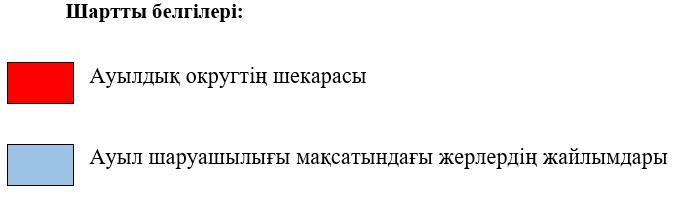 Шартты белгілері:
Ауылдық округтің шекарасы
Ауыл шаруашылығы мақсатындағы жерлердің жайлымдары